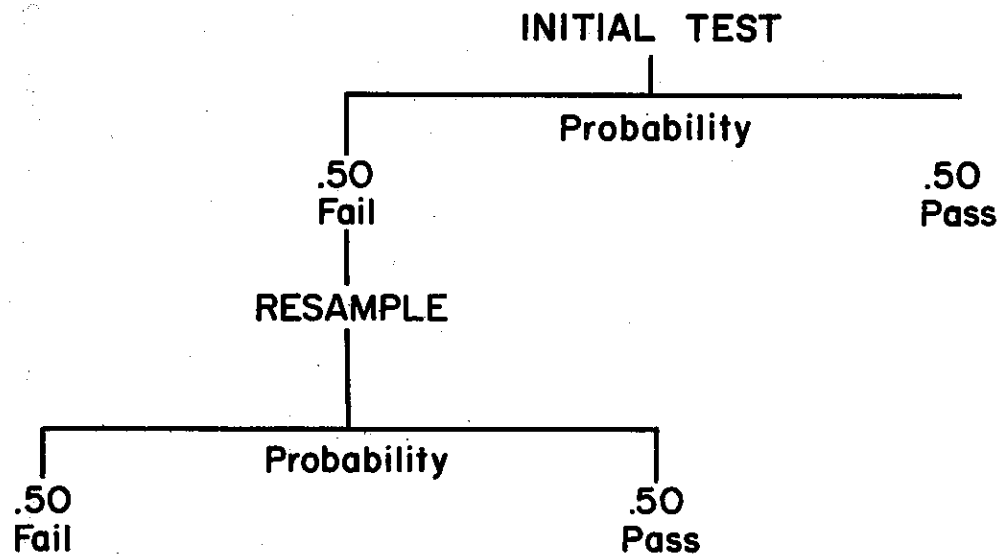 INITIAL TEST
Probability
.50
Fail
.50
Pass
RESAMPLE
Probability
.50
Fail
.50
Pass